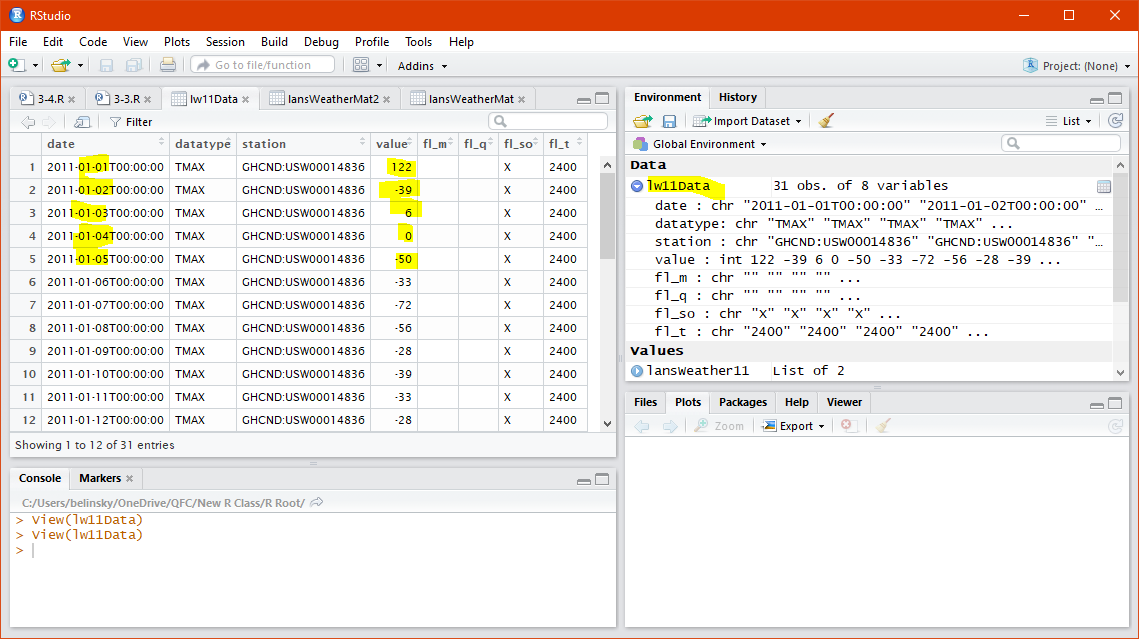 RStudio
File Edit Code View Plots Session Build Debug Profile Tools Help
Go to file/function Addins Project: (None)
3-4.R 3-3.R lw11Data lansWeatherMat2 lansWeatherMat
Filter
date datatype station value fl_m fl_q fl_so fl_t
1 2011-01-01T00:00:00 TMAX GHCND:USW00014836 122 X 2400
2 2011-01-02T00:00:00 TMAX GHCND:USW00014836 -39 X 2400
3 2011-01-03T00:00:00 TMAX GHCND:USW00014836 6 X 2400
4 2011-01-04T00:00:00 TMAX GHCND:USW00014836 0 X 2400
5 2011-01-05T00:00:00 TMAX GHCND:USW00014836 -50 X 2400
6 2011-01-06T00:00:00 TMAX GHCND:USW00014836 -33 X 2400
7 2011-01-07T00:00:00 TMAX GHCND:USW00014836 -72 X 2400
8 2011-01-08T00:00:00 TMAX GHCND:USW00014836 -56 X 2400
9 2011-01-09T00:00:00 TMAX GHCND:USW00014836 -28 X 2400
10 2011-01-10T00:00:00 TMAX GHCND:USW00014836 -39 X 2400
11 2011-01-11T00:00:00 TMAX GHCND:USW00014836 -33 X 2400
12 2011-01-12T00:00:00 TMAX GHCND:USW00014836 -28 X 2400
Showing 1 to 12 of 31 entries
Console Markers
C:/Users/belinsky/OneDrive/QFC/New R Class/R Root/
> View(lw11Data)
> View(lw11Data)
>
Environment History
Import Dataset List
Global Environment
Data
lw11Data 31 obs. of 8 variables
date : chr "2011-01-01T00:00:00" "2011-01-02T00:00:00" …
datatype: chr "TMAX" "TMAX" "TMAX" "TMAX" ...
station : chr "GHCND:USW00014836" "GHCND:USW00014836" "…
value : int 122 -39 6 0 -50 -33 -72 -56 -28 -39 ...
fl_m : chr "" "" "" "" ...
fl_q : chr "" "" "" "" ...
fl_so : chr "X" "X" "X" "X" ...
fl_t : chr "2400" "2400" "2400" "2400" ...
Values
lansWeather11 List of 2
Files Plots Packages Help Viewer
Zoom Export